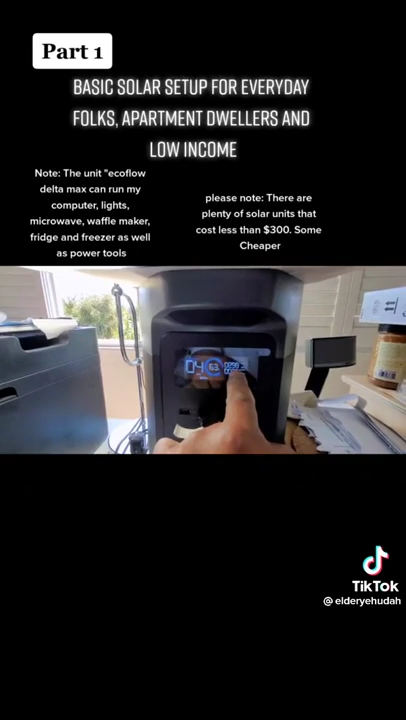 Part 1
BASIC SOLAR SETUP FOR EVERYDAY
FOLKS, APARTMENT DWELLERS AND
LOW INCOME
Note: The unit "ecoflow
delta max can run my
computer, lights,
microwave, waffle maker,
fridge and freezer as well
as power tools
please note: There are
plenty of solar units that
cost less than $300. Some
Cheaper
TikTok
@ elderyehudah